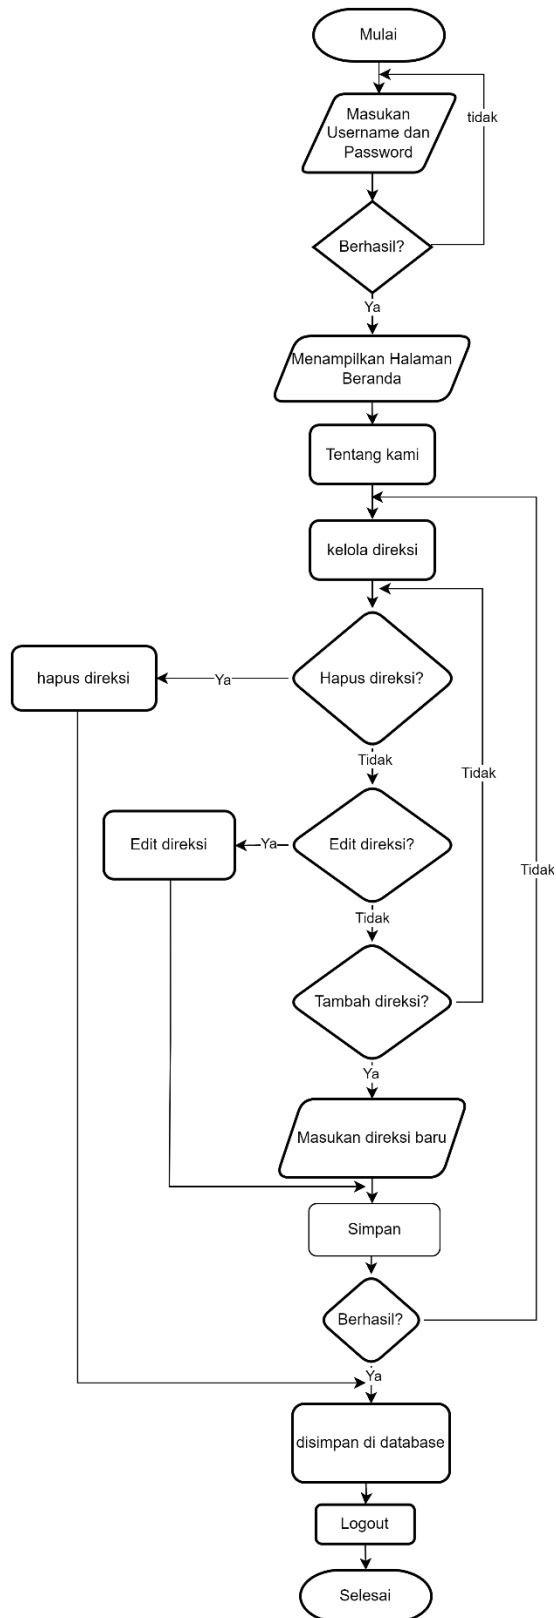 Mulai
tidak
Masukan
Username dan
Password
Berhasil?
Ya
Menampilkan Halaman
Beranda
Tentang kami
kelola direksi
hapus direksi
Ya
Hapus direksi?
Tidak
Tidak
Edit direksi
Ya
Edit direksi?
Tidak
Tidak
Tambah direksi?
Ya
Masukan direksi baru
Simpan
Berhasil?
Ya
disimpan di database
Logout
Selesai